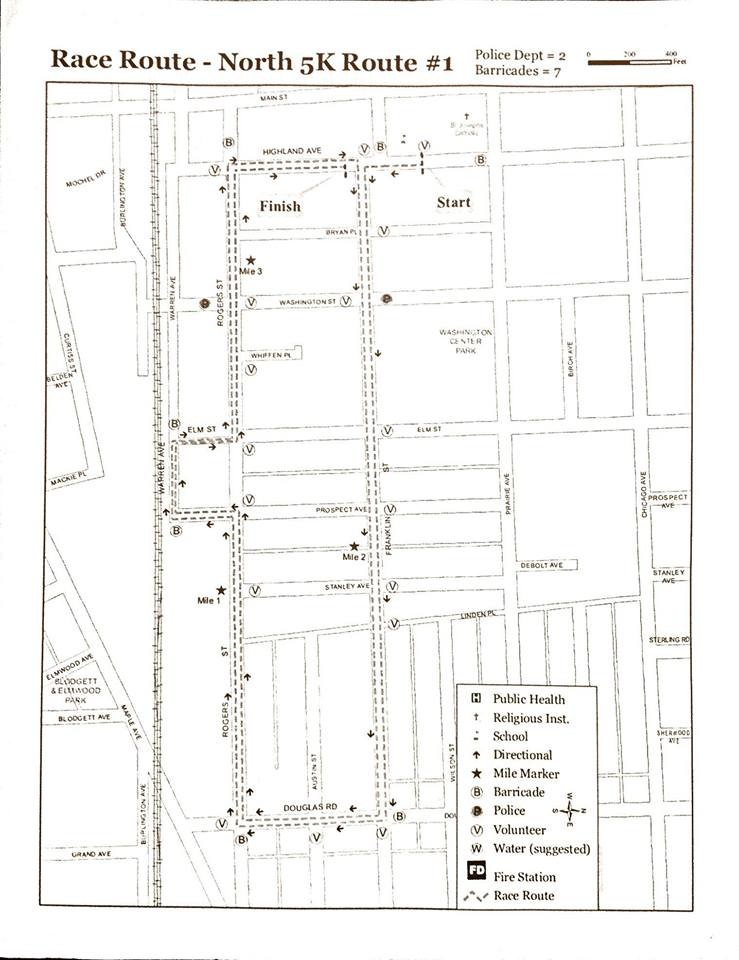 Race Route - North 5K Route #1
Police Dept = 2
Barricades = 7
0 200 400
Feet
MAIN ST
B
HIGHLAND AVE
V
B
V
B
V
Finish
Start
MOCHEL DR
BURLINGTON AVE
BRYAN PL
V
Mile 3
WARREN AVE
ROGERS ST
V
WASHINGTON ST
V
WASHINGTON
CENTER
PARK
CURTISS ST
WHIFFEN PL
V
BIRCH AVE
BELDEN
AVE
B
ELM ST
V
ELM ST
V
WARREN AVE
MACKIE PL
ST
FRANKLIN
PRAIRIE AVE
CHICAGO AVE
PROSPECT
AVE
V
PROSPECT AVE
V
B
Mile 2
DEBOLT AVE
STANLEY
AVE
Mile 1
V
STANLEY AVE
V
LINDEN PL
V
STERLING RD
ST
ROGERS
ELMWOOD AVE
BLODGETT
& ELMWOOD
PARK
BLODGETT AVE
MAPLE AVE
SHERWOOD
AVE
AUSTIN ST
WILSON ST
BURLINGTON AVE
DOUGLAS RD
B
DOU
V
B
V
V
GRAND AVE
H Public Health
Religious Inst.
School
Directional
Mile Marker
B Barricade
Police
V Volunteer
W Water (suggested)
FD Fire Station
Race Route
W
S N
E